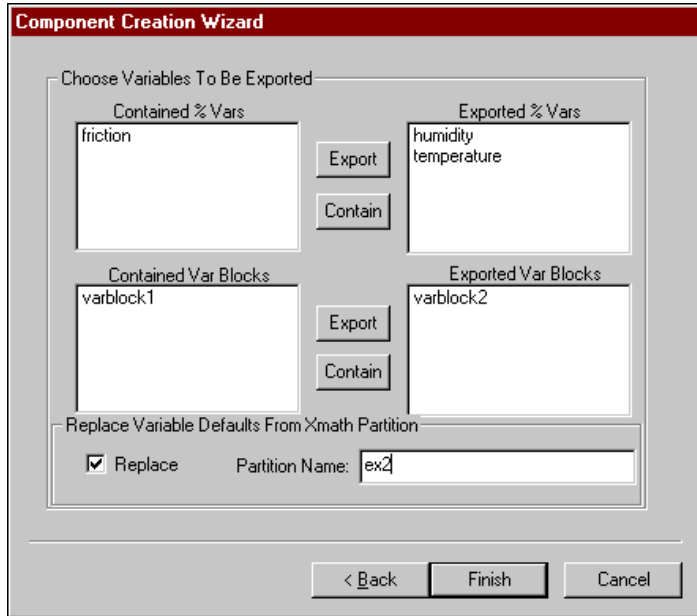 Component Creation Wizard
Choose Variables To Be Exported
Contained % Vars
Exported % Vars
friction
humidity
temperature
Export
Contain
Contained Var Blocks
Exported Var Blocks
varblock1
varblock2
Export
Contain
Replace Variable Defaults From Xmath Partition
Replace
Partition Name: ex2
< Back
Finish
Cancel